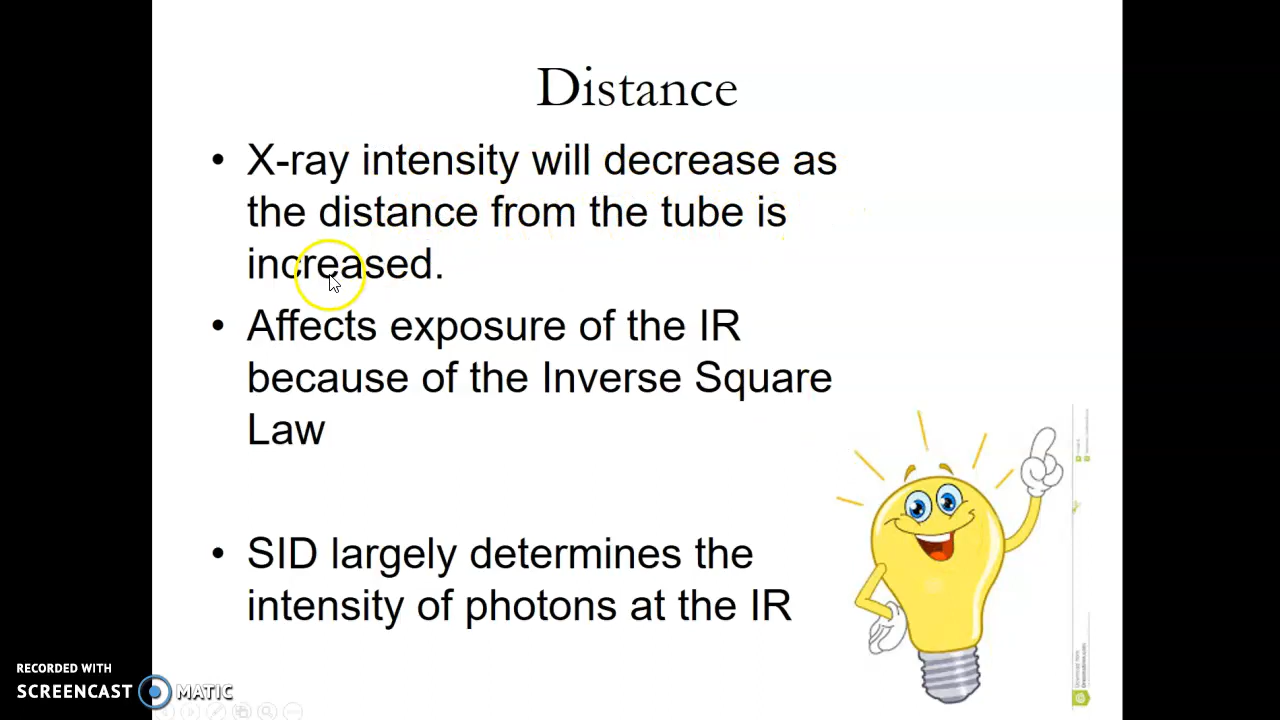 Distance
• X-ray intensity will decrease as
the distance from the tube is
increased.
• Affects exposure of the IR
because of the Inverse Square
Law
• SID largely determines the
intensity of photons at the IR
RECORDED WITH
SCREENCAST MATIC